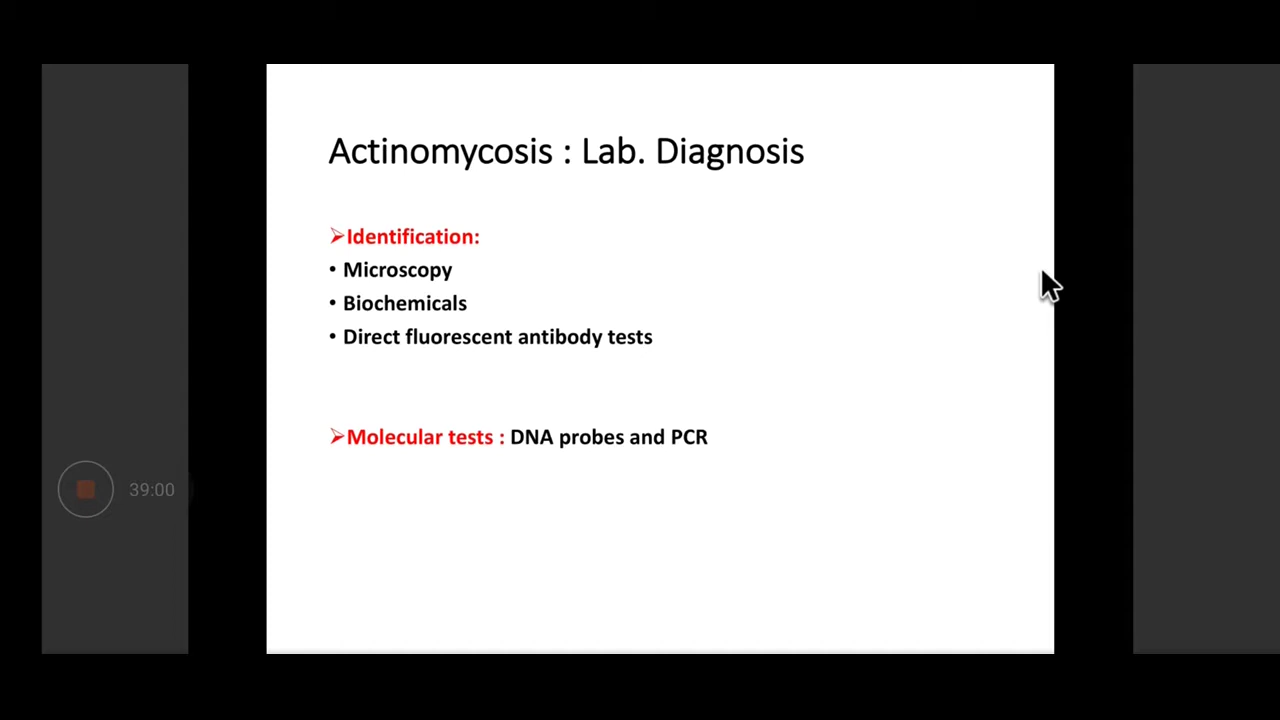 Actinomycosis : Lab. Diagnosis
➢Identification:
• Microscopy
• Biochemicals
• Direct fluorescent antibody tests
➢Molecular tests : DNA probes and PCR
39:00